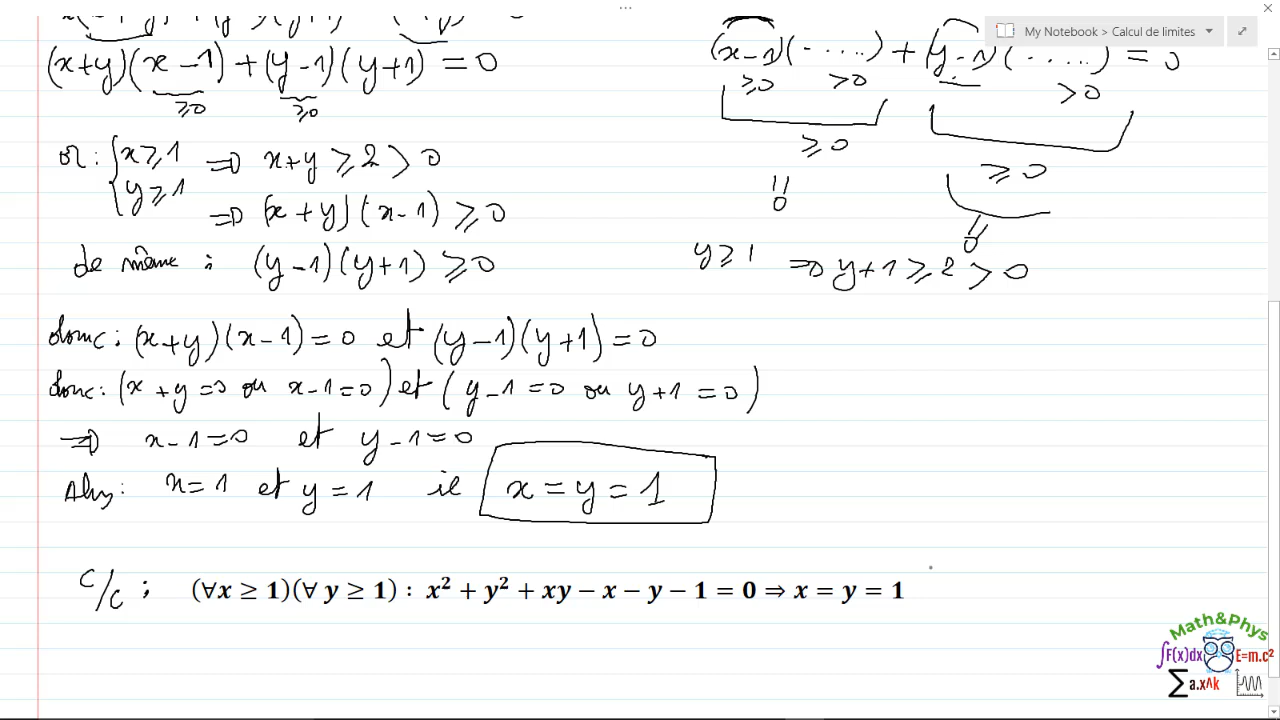 My Notebook > Calcul de limites
(x+y)(x-1)+(y-1)(y+1)=0
≥0 ≥0
or : { x≥1 ⇒ x+y ≥ 2 > 0
y≥1
⇒ (x+y)(x-1) ≥ 0
de même : (y-1)(y+1) ≥ 0
donc : (x+y)(x-1)=0 et (y-1)(y+1)=0
donc : (x+y=0 ou x-1=0) et (y-1=0 ou y+1=0)
⇒ x-1=0 et y-1=0
x=1 et y=1 ie x=y=1
(x-1)(- ....) + (y-1)(.....) = 0
≥0 >0 >0
≥0 ≥0
0 0
y≥1 ⇒ y+1 ≥ 2 > 0
C/C ; (∀x ≥ 1)(∀ y ≥ 1) : x² + y² + xy − x − y − 1 = 0 ⇒ x = y = 1
Math&Phys
∫F(x)dx E=m.c²
∑ a.x∧k